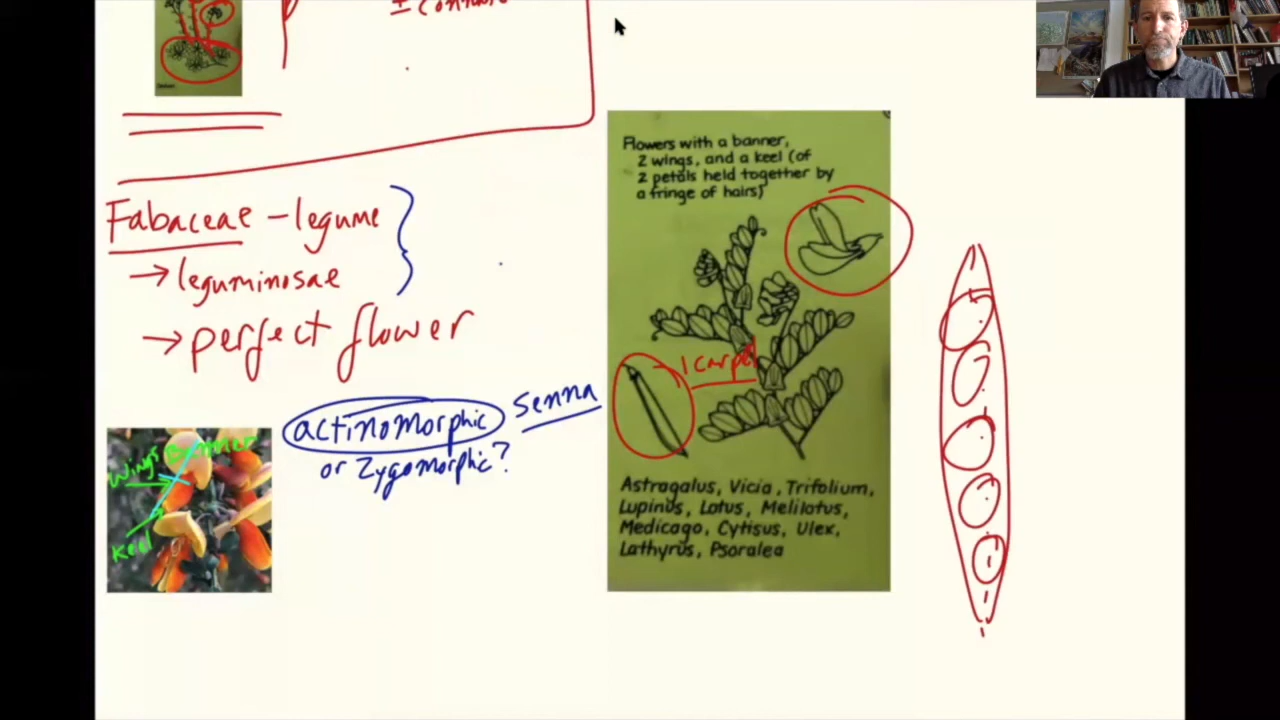 ± connate
Fabaceae - legume
→ leguminosae
→ perfect flower
actinomorphic
or zygomorphic?
Senna
Wings Banner
Keel
Flowers with a banner,
2 wings, and a keel (of
2 petals held together by
a fringe of hairs)
1 carpel
Astragalus, Vicia, Trifolium,
Lupinus, Lotus, Melilotus,
Medicago, Cytisus, Ulex,
Lathyrus, Psoralea